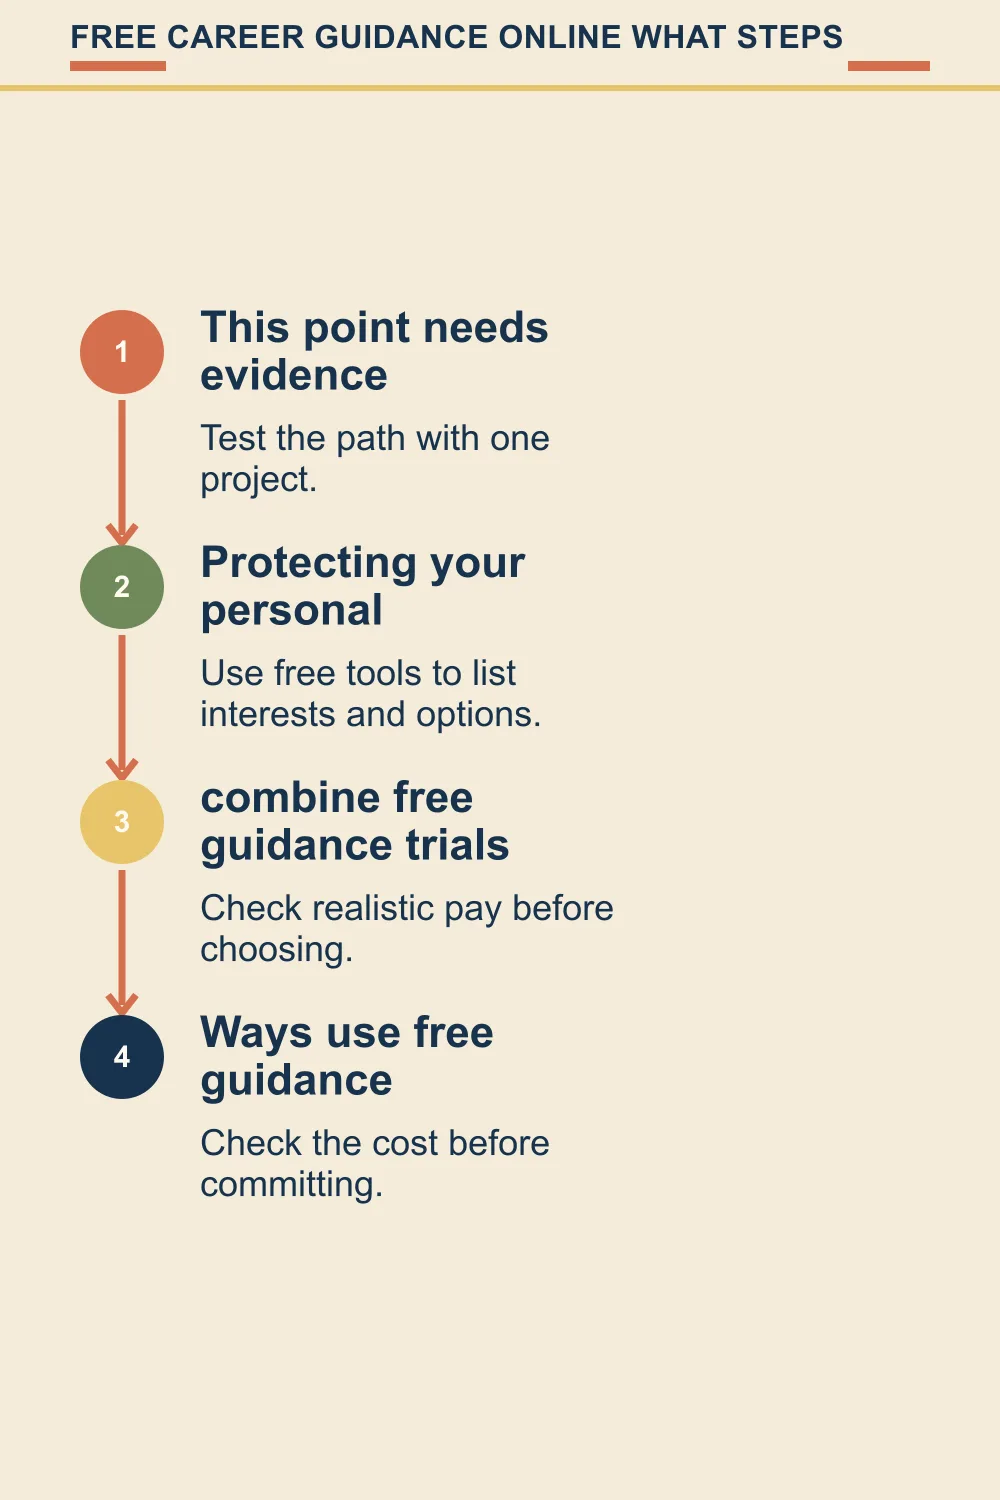 FREE CAREER GUIDANCE ONLINE WHAT STEPS
1
This point needs
evidence
Test the path with one
project.
2
Protecting your
personal
Use free tools to list
interests and options.
3
combine free
guidance trials
Check realistic pay before
choosing.
4
Ways use free
guidance
Check the cost before
committing.